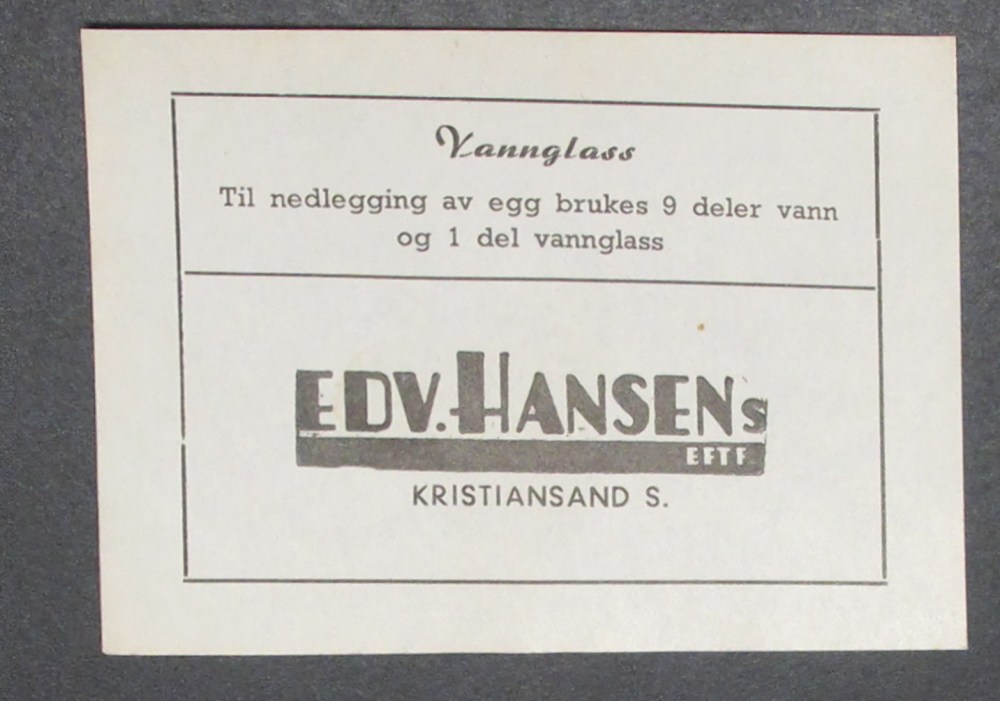 Vannglass
Til nedlegging av egg brukes 9 deler vann
og 1 del vannglass
EDV. HANSENs
EFTF
KRISTIANSAND S.